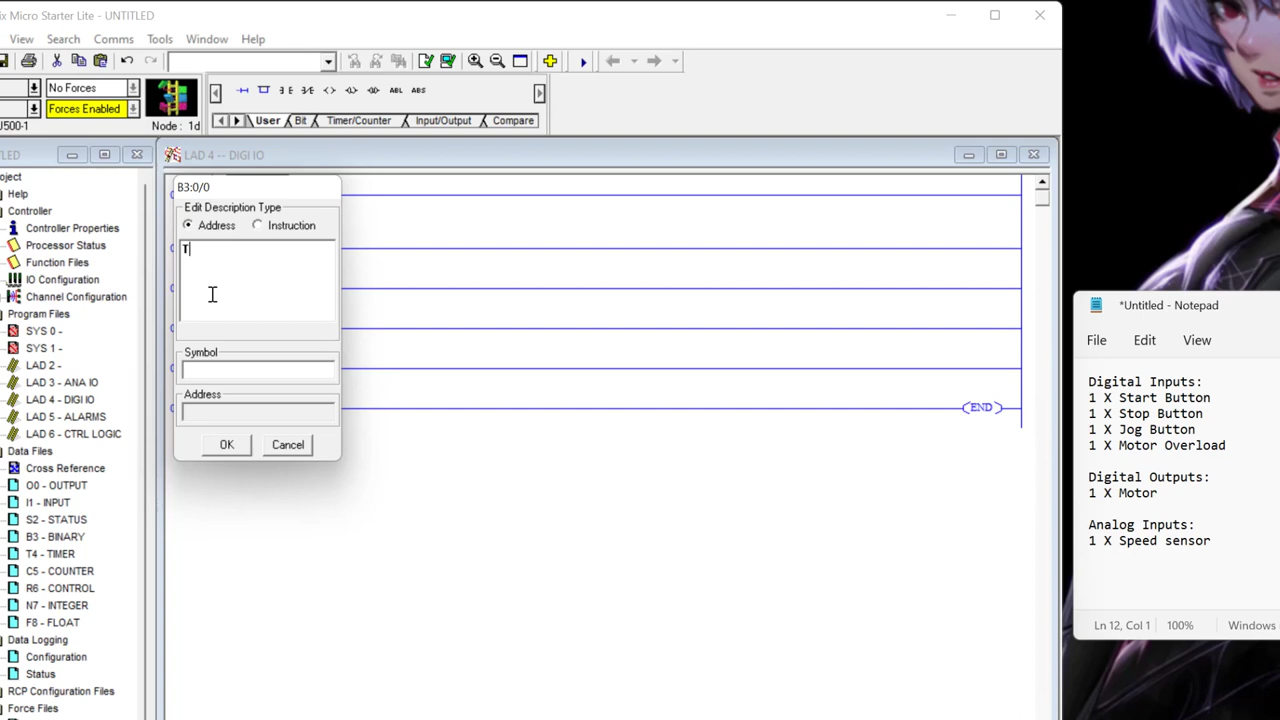 ix Micro Starter Lite - UNTITLED
View Search Comms Tools Window Help
No Forces
Forces Enabled
J500-1
Node : 1d
ABL ABS
User Bit Timer/Counter Input/Output Compare
TLED
LAD 4 -- DIGI IO
B3:0/0
Edit Description Type
Address Instruction
T
Symbol
Address
OK Cancel
(END)
oject
Help
Controller
Controller Properties
Processor Status
Function Files
IO Configuration
Channel Configuration
Program Files
SYS 0 -
SYS 1 -
LAD 2 -
LAD 3 - ANA IO
LAD 4 - DIGI IO
LAD 5 - ALARMS
LAD 6 - CTRL LOGIC
Data Files
Cross Reference
O0 - OUTPUT
I1 - INPUT
S2 - STATUS
B3 - BINARY
T4 - TIMER
C5 - COUNTER
R6 - CONTROL
N7 - INTEGER
F8 - FLOAT
Data Logging
Configuration
Status
RCP Configuration Files
Force Files
*Untitled - Notepad
File Edit View
Digital Inputs:
1 X Start Button
1 X Stop Button
1 X Jog Button
1 X Motor Overload
Digital Outputs:
1 X Motor
Analog Inputs:
1 X Speed sensor
Ln 12, Col 1 100% Windows